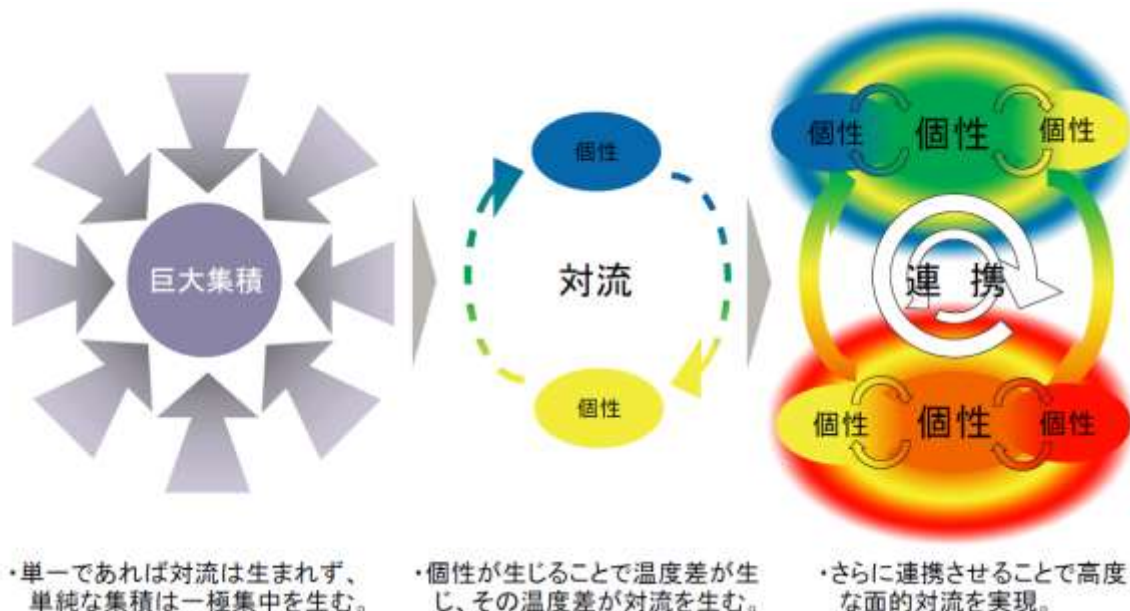 巨大集積
個性
対流
個性
個性
個性
個性
連 携
個性
個性
個性
・単一であれば対流は生まれず、
単純な集積は一極集中を生む。
・個性が生じることで温度差が生
じ、その温度差が対流を生む。
・さらに連携させることで高度
な面的対流を実現。